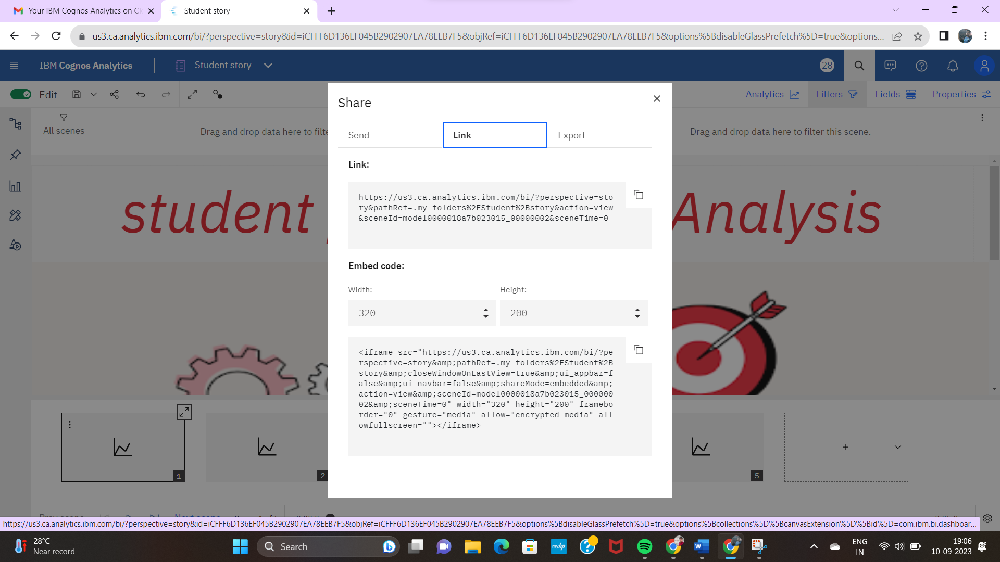 Your IBM Cognos Analytics on Cl
Student story
us3.ca.analytics.ibm.com/bi/?perspective=story&id=iCFFF6D136EF045B2902907EA78EEB7F5&objRef=iCFFF6D136EF045B2902907EA78EEB7F5&options%5BdisableGlassPrefetch%5D=true&options...
IBM Cognos Analytics
Student story
28
Edit
Analytics
Filters
Fields
Properties
All scenes
Drag and drop data here to filte
Drag and drop data here to filter this scene.
student
Analysis
Share
Send
Link
Export
Link:
https://us3.ca.analytics.ibm.com/bi/?perspective=sto
ry&pathRef=.my_folders%2FStudent%2Bstory&action=view
&sceneId=model0000018a7b023015_00000002&sceneTime=0
Embed code:
Width:
Height:
320
200
<iframe src="https://us3.ca.analytics.ibm.com/bi/?pe
rspective=story&amp;pathRef=.my_folders%2FStudent%2B
story&amp;closeWindowOnLastView=true&amp;ui_appbar=f
alse&amp;ui_navbar=false&amp;shareMode=embedded&amp;
action=view&amp;sceneId=model0000018a7b023015_000000
02&amp;sceneTime=0" width="320" height="200" framebo
rder="0" gesture="media" allow="encrypted-media" all
owfullscreen=""></iframe>
1
2
5
+
https://us3.ca.analytics.ibm.com/bi/?perspective=story&id=iCFFF6D136EF045B2902907EA78EEB7F5&objRef=iCFFF6D136EF045B2902907EA78EEB7F5&options%5BdisableGlassPrefetch%5D=true&options%5Bcollections%5D%5BcanvasExtension%5D%5Bid%5D=com.ibm.bi.dashboar...
28°C
Near record
Search
myhp
ENG
IN
19:06
10-09-2023